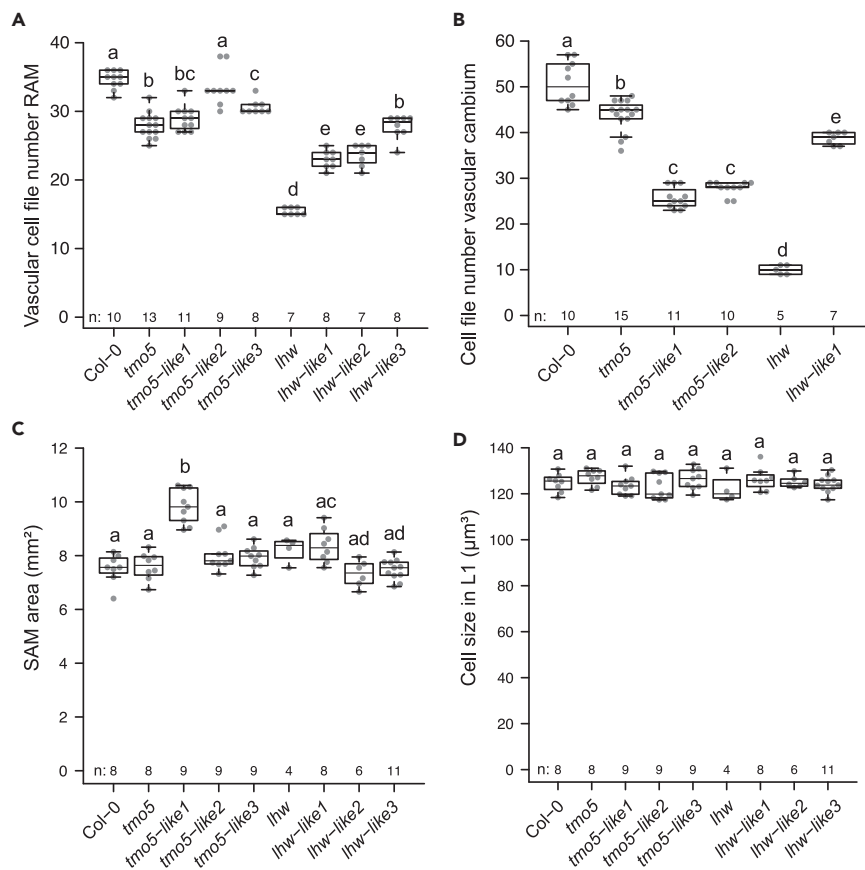 A
Vascular cell file number RAM
40
30
20
10
0
a
b
bc
a
c
d
e
e
b
n: 10 13 11 9 8 7 8 7 8
Col−0
tmo5
tmo5−like1
tmo5−like2
tmo5−like3
lhw
lhw−like1
lhw−like2
lhw−like3
B
Cell file number vascular cambium
60
50
40
30
20
10
0
a
b
c
c
d
e
n: 10 15 11 10 5 7
Col−0
tmo5
tmo5−like1
tmo5−like2
lhw
lhw−like1
C
SAM area (mm²)
12
10
8
6
4
2
0
a
a
b
a
a
a
ac
ad
ad
n: 8 8 9 9 9 4 8 6 11
Col−0
tmo5
tmo5−like1
tmo5−like2
tmo5−like3
lhw
lhw−like1
lhw−like2
lhw−like3
D
Cell size in L1 (µm³)
140
120
100
80
60
40
20
0
a
a
a
a
a
a
a
a
a
n: 8 8 9 9 9 4 8 6 11
Col−0
tmo5
tmo5−like1
tmo5−like2
tmo5−like3
lhw
lhw−like1
lhw−like2
lhw−like3